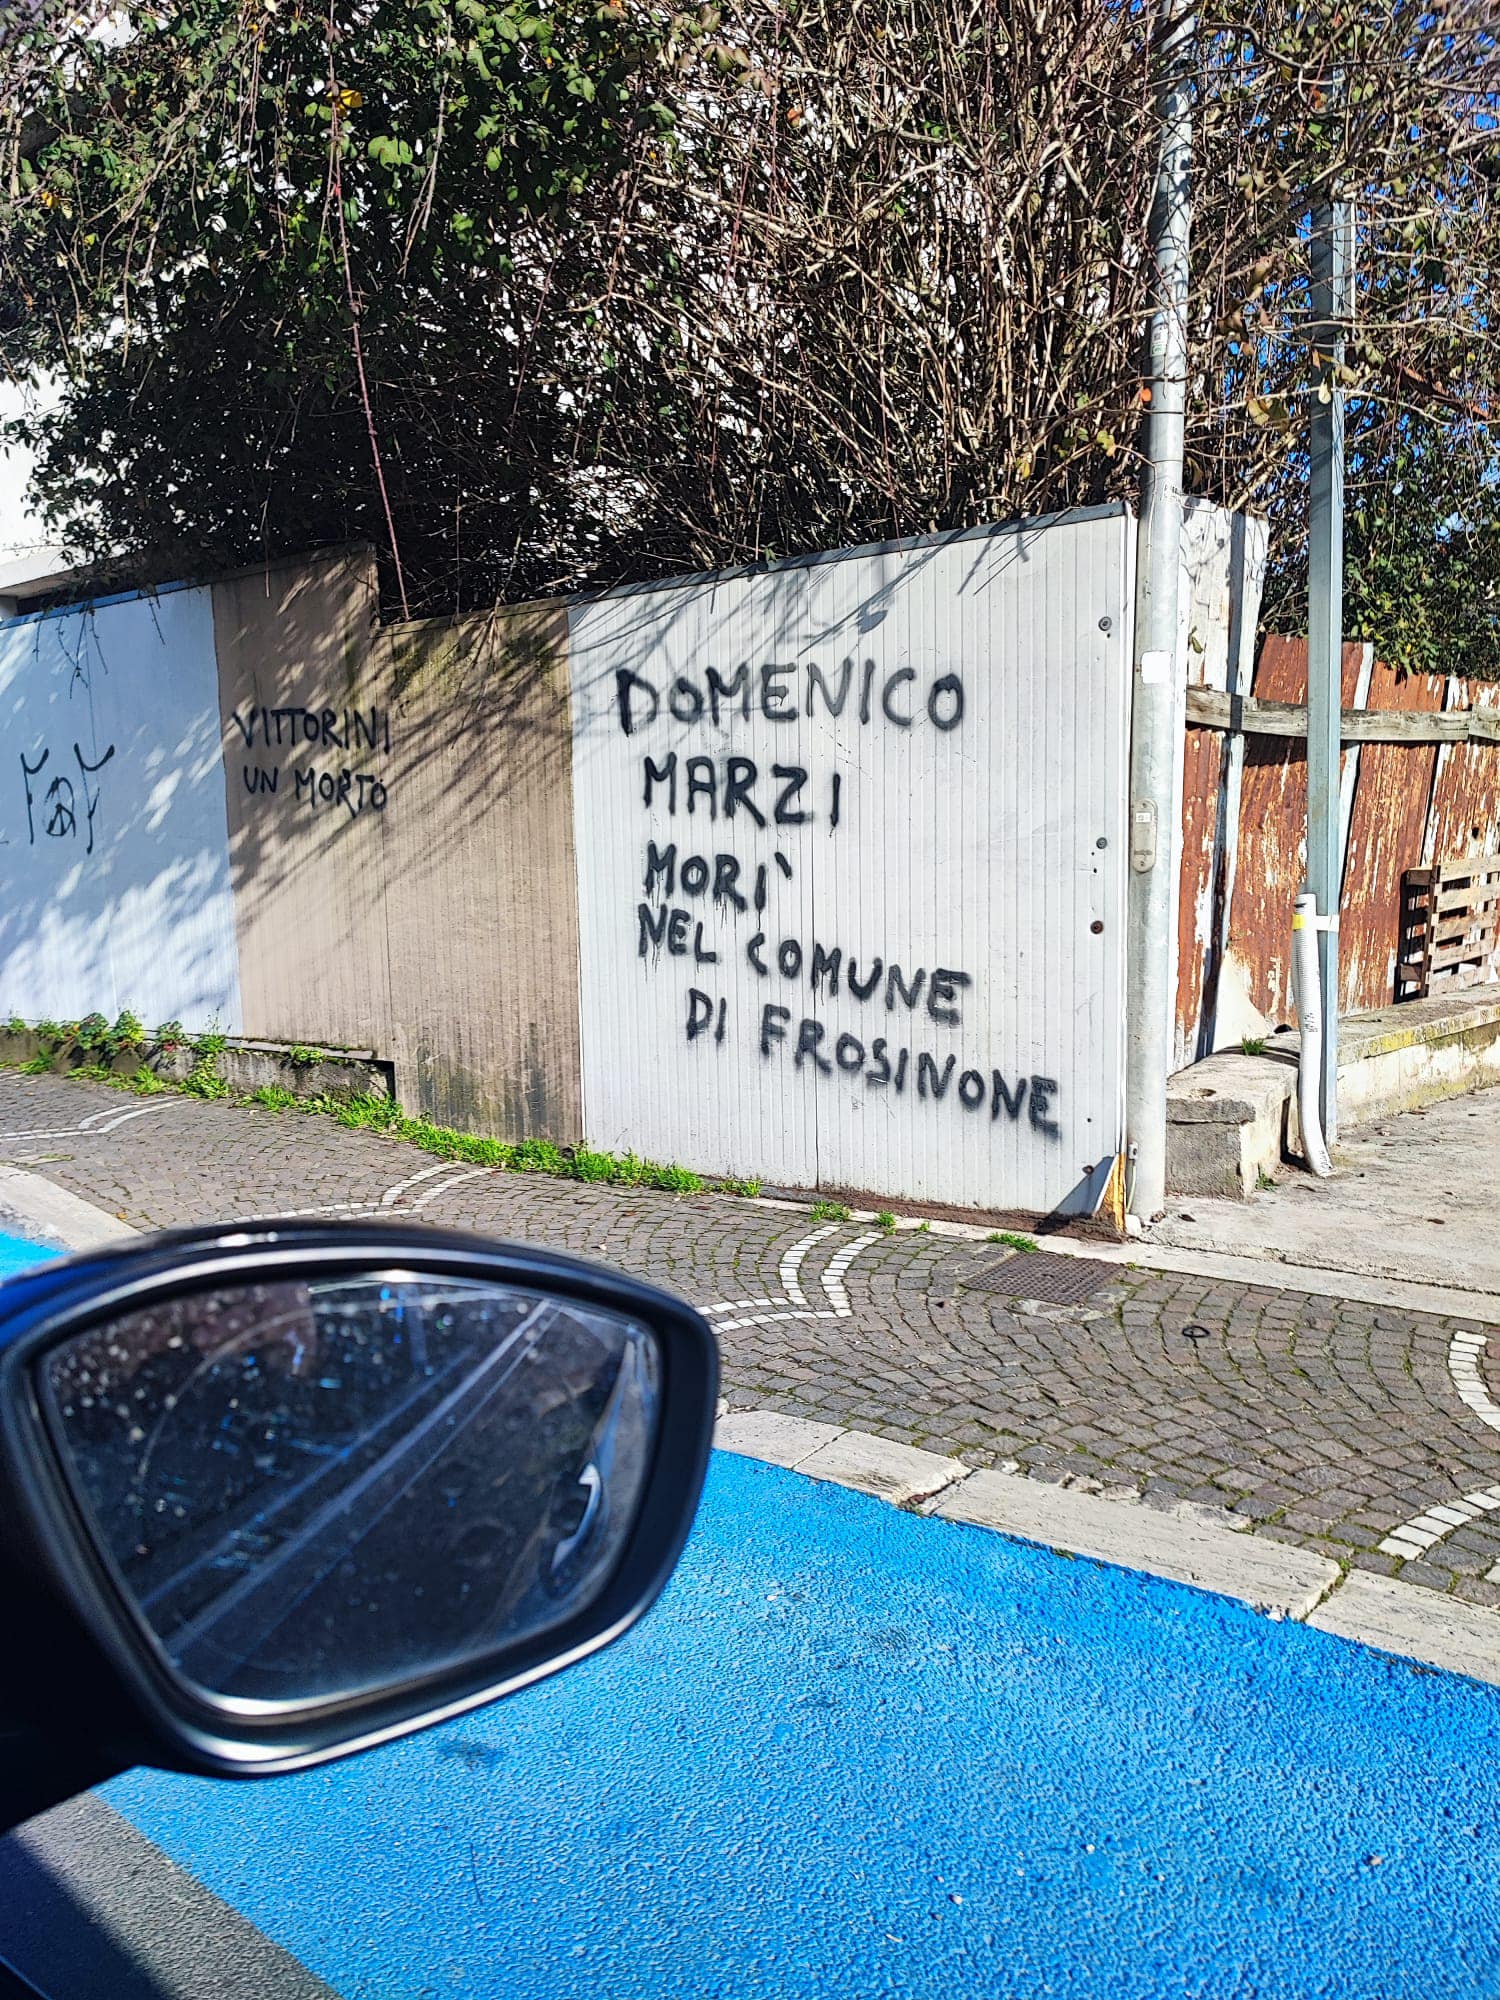 VITTORINI
UN MORTO
DOMENICO
MARZI
MORI`
NEL COMUNE
DI FROSINONE